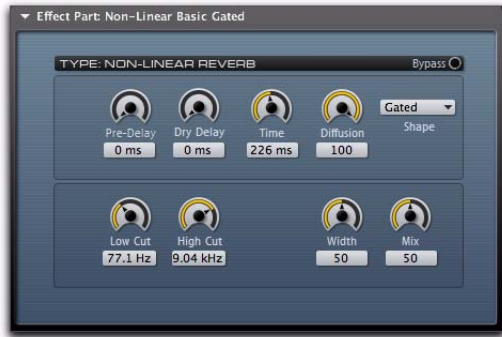 Effect Part: Non-Linear Basic Gated
TYPE: NON-LINEAR REVERB
Bypass
Pre-Delay
0 ms
Dry Delay
0 ms
Time
226 ms
Diffusion
100
Gated
Shape
Low Cut
77.1 Hz
High Cut
9.04 kHz
Width
50
Mix
50